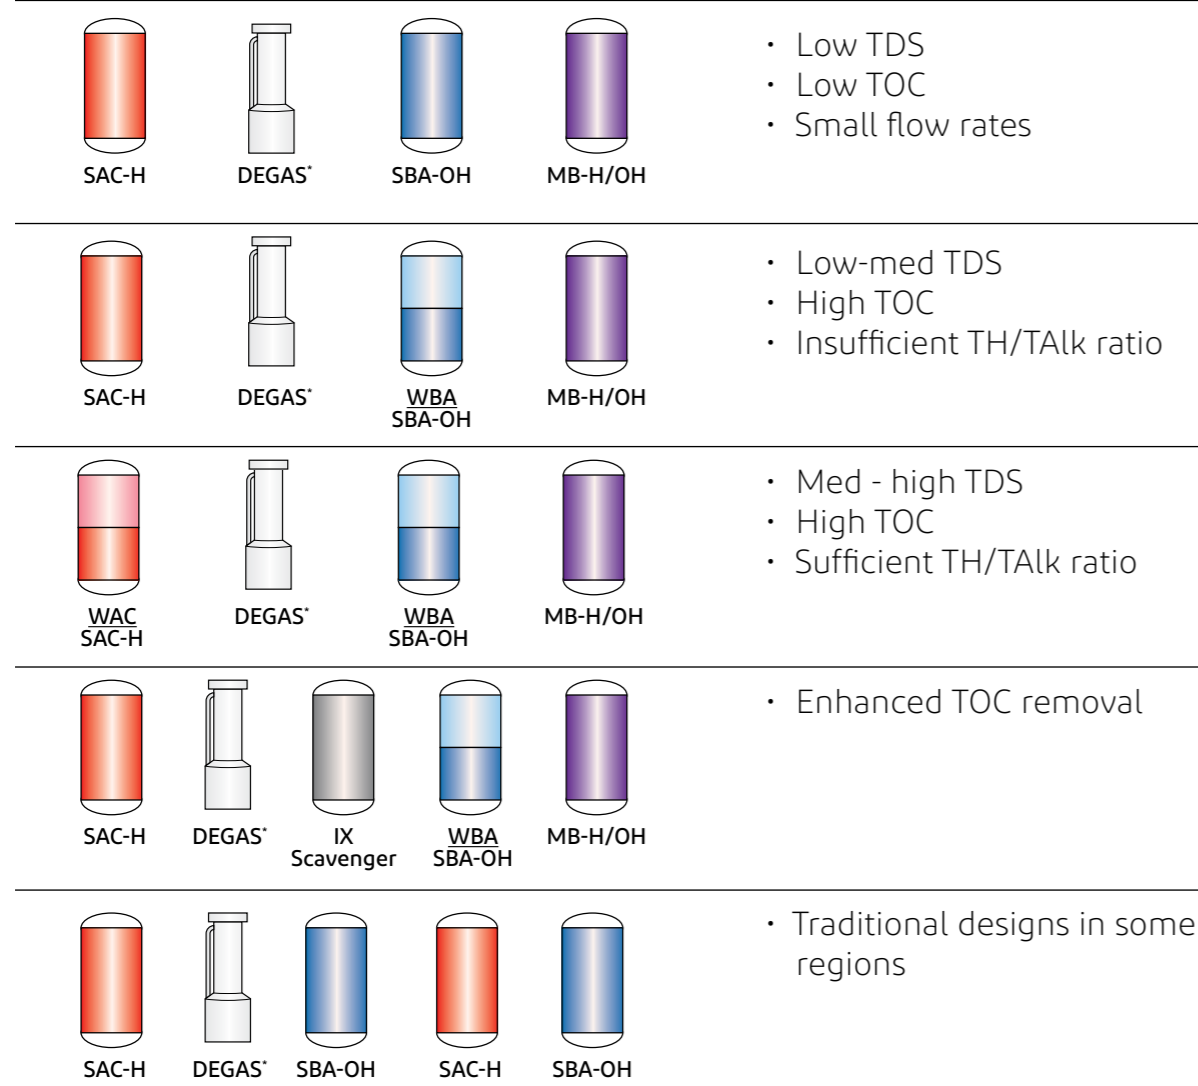 SAC-H DEGAS* SBA-OH MB-H/OH
· Low TDS
· Low TOC
· Small flow rates
SAC-H DEGAS* WBA MB-H/OH
SBA-OH
· Low-med TDS
· High TOC
· Insufficient TH/TAlk ratio
WAC DEGAS* WBA MB-H/OH
SAC-H SBA-OH
· Med - high TDS
· High TOC
· Sufficient TH/TAlk ratio
SAC-H DEGAS* IX WBA MB-H/OH
Scavenger SBA-OH
· Enhanced TOC removal
SAC-H DEGAS* SBA-OH SAC-H SBA-OH
· Traditional designs in some
regions